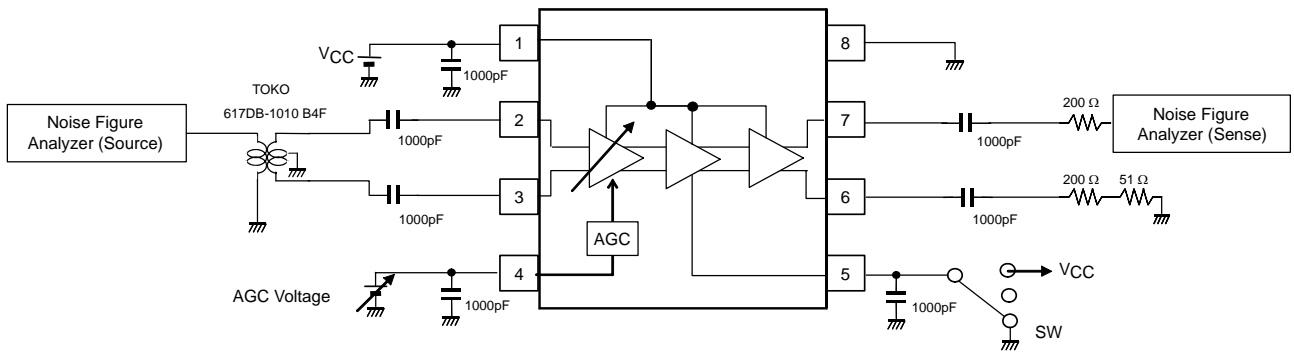 VCC
1000pF
1
8
TOKO
617DB-1010 B4F
Noise Figure
Analyzer (Source)
1000pF
2
7
1000pF
200 Ω
Noise Figure
Analyzer (Sense)
1000pF
3
6
1000pF
200 Ω
51 Ω
AGC
AGC Voltage
1000pF
4
5
1000pF
VCC
SW